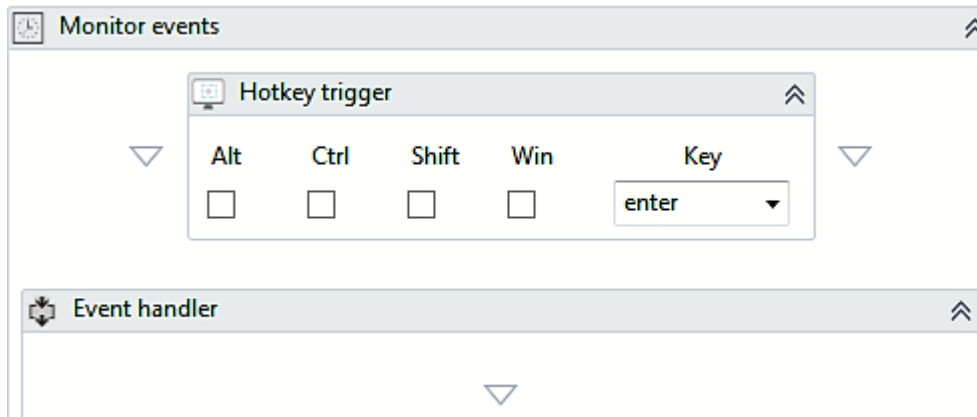 Monitor events
Hotkey trigger
Alt Ctrl Shift Win Key
enter
Event handler